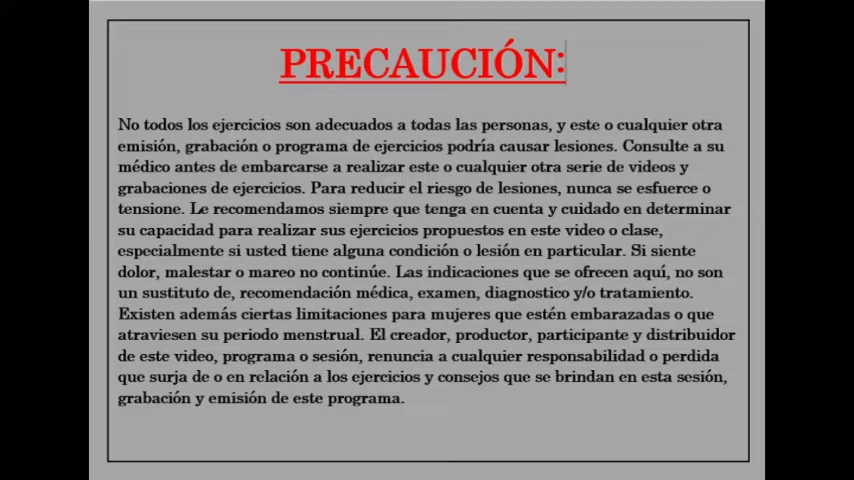 PRECAUCIÓN:
No todos los ejercicios son adecuados a todas las personas, y este o cualquier otra
emisión, grabación o programa de ejercicios podría causar lesiones. Consulte a su
médico antes de embarcarse a realizar este o cualquier otra serie de videos y
grabaciones de ejercicios. Para reducir el riesgo de lesiones, nunca se esfuerce o
tensione. Le recomendamos siempre que tenga en cuenta y cuidado en determinar
su capacidad para realizar sus ejercicios propuestos en este video o clase,
especialmente si usted tiene alguna condición o lesión en particular. Si siente
dolor, malestar o mareo no continúe. Las indicaciones que se ofrecen aquí, no son
un sustituto de, recomendación médica, examen, diagnostico y/o tratamiento.
Existen además ciertas limitaciones para mujeres que estén embarazadas o que
atraviesen su periodo menstrual. El creador, productor, participante y distribuidor
de este video, programa o sesión, renuncia a cualquier responsabilidad o perdida
que surja de o en relación a los ejercicios y consejos que se brindan en esta sesión,
grabación y emisión de este programa.